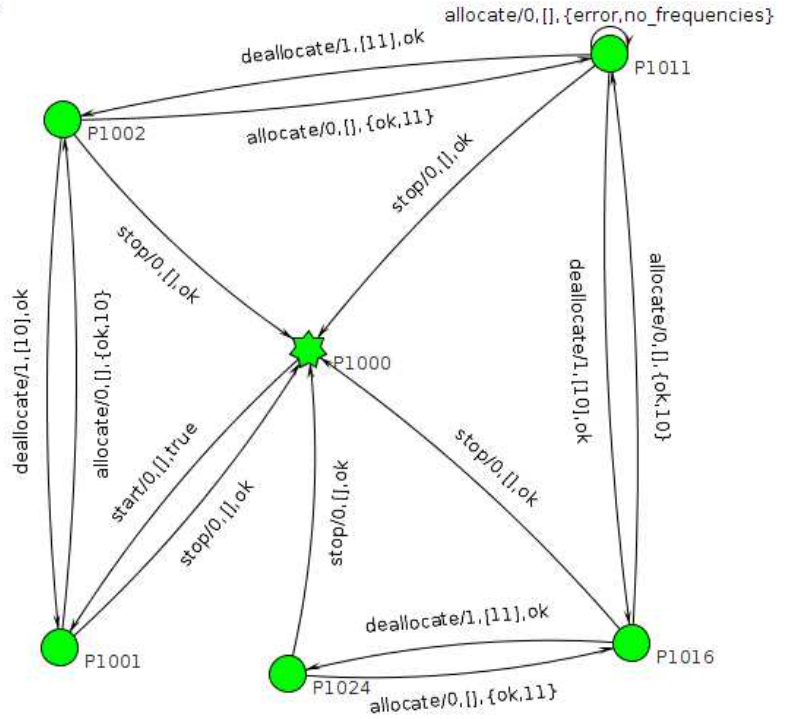 allocate/0,[],{error,no_frequencies}
deallocate/1,[11],ok
P1011
P1002
allocate/0,[],{ok,11}
stop/0,[],ok
stop/0,[],ok
deallocate/1,[10],ok
allocate/0,[],{ok,10}
P1000
deallocate/1,[10],ok
allocate/0,[],{ok,10}
start/0,[],true
stop/0,[],ok
stop/0,[],ok
stop/0,[],ok
deallocate/1,[11],ok
P1001
P1016
P1024
allocate/0,[],{ok,11}